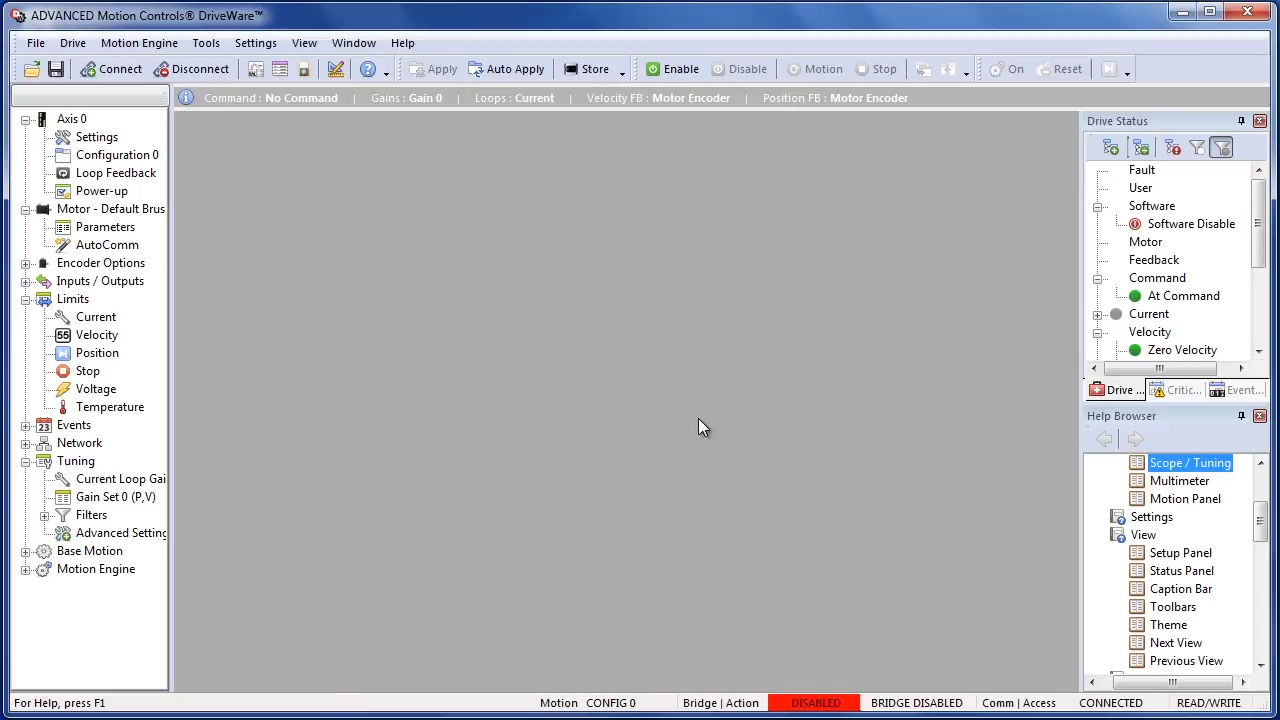 ADVANCED Motion Controls® DriveWare™
File Drive Motion Engine Tools Settings View Window Help
Connect Disconnect Apply Auto Apply Store Enable Disable Motion Stop On Reset
Command : No Command | Gains : Gain 0 | Loops : Current | Velocity FB : Motor Encoder | Position FB : Motor Encoder
Axis 0
Settings
Configuration 0
Loop Feedback
Power-up
Motor - Default Brus
Parameters
AutoComm
Encoder Options
Inputs / Outputs
Limits
Current
55 Velocity
Position
Stop
Voltage
Temperature
23 Events
Network
Tuning
Current Loop Gai
Gain Set 0 (P,V)
Filters
Advanced Setting
Base Motion
Motion Engine
Drive Status
Fault
User
Software
Software Disable
Motor
Feedback
Command
At Command
Current
Velocity
Zero Velocity
Drive ... Critic... Event...
Help Browser
Scope / Tuning
Multimeter
Motion Panel
Settings
View
Setup Panel
Status Panel
Caption Bar
Toolbars
Theme
Next View
Previous View
For Help, press F1 Motion CONFIG 0 Bridge | Action DISABLED BRIDGE DISABLED Comm | Access CONNECTED READ/WRITE